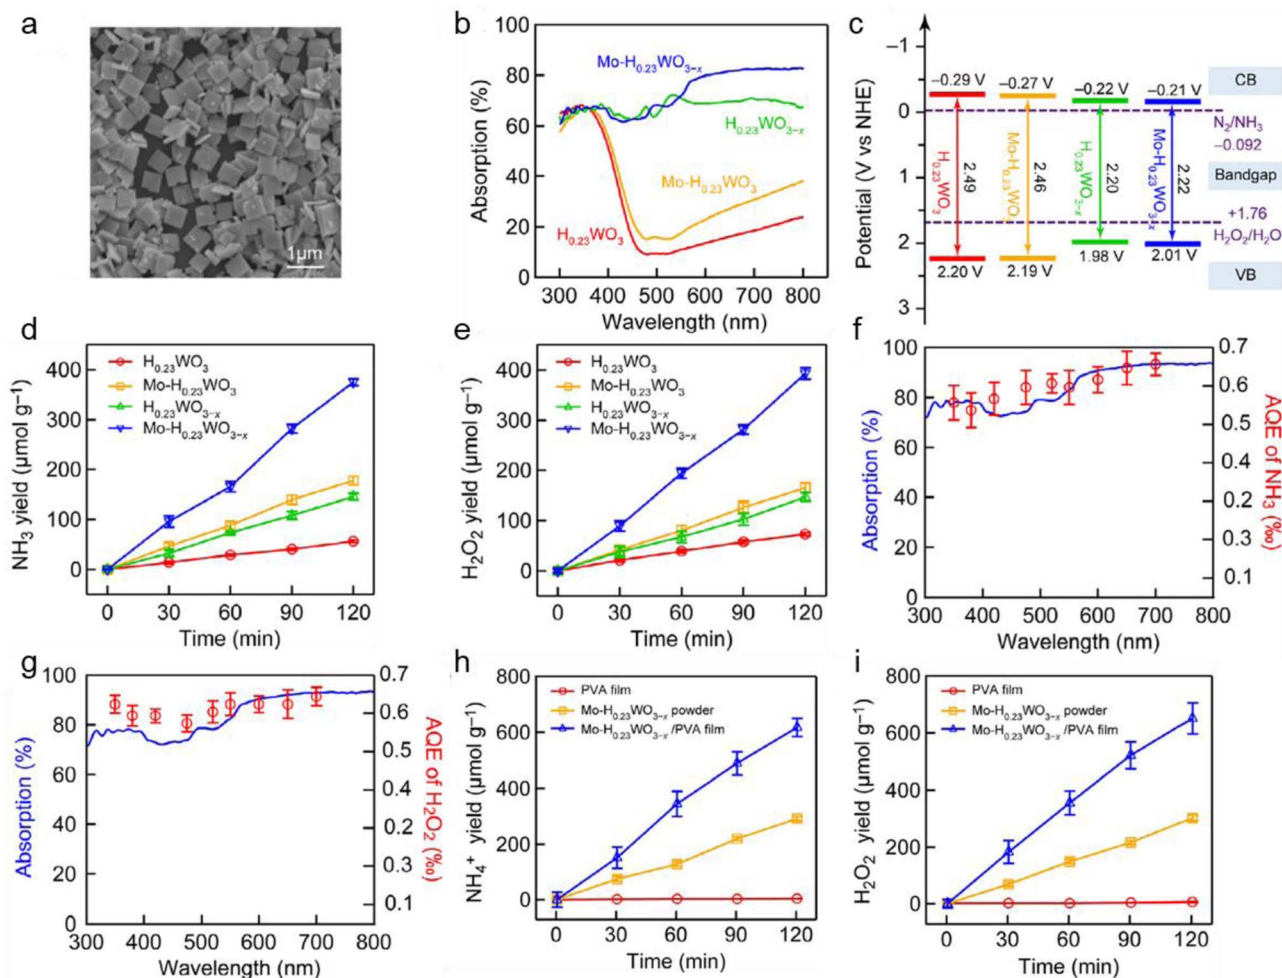 a
1μm
b
Absorption (%)
100
80
60
40
20
0
Mo-H0.23WO3−x
H0.23WO3−x
Mo-H0.23WO3
H0.23WO3
300 400 500 600 700 800
Wavelength (nm)
c
Potential (V vs NHE)
−1
0
1
2
3
−0.29 V
−0.27 V
−0.22 V
−0.21 V
CB
N2/NH3
−0.092
H0.23WO3
2.49
Mo-H0.23WO
2.46
H0.23WO3−x
2.20
Mo-H0.23WO3−x
2.22
Bandgap
+1.76
H2O2/H2O
2.20 V
2.19 V
1.98 V
2.01 V
VB
d
NH3 yield (μmol g−1)
400
300
200
100
0
H0.23WO3
Mo-H0.23WO3
H0.23WO3−x
Mo-H0.23WO3−x
0 30 60 90 120
Time (min)
e
H2O2 yield (μmol g−1)
400
300
200
100
0
H0.23WO3
Mo-H0.23WO3
H0.23WO3−x
Mo-H0.23WO3−x
0 30 60 90 120
Time (min)
f
Absorption (%)
100
80
60
40
80
0
0.7
0.6
0.5
0.4
0.2
0.3
0.1
AQE of NH3 (‰)
300 400 500 600 700 800
Wavelength (nm)
g
Absorption (%)
100
80
60
40
80
0
0.7
0.6
0.5
0.4
0.2
0.3
0.1
AQE of H2O2 (‰)
300 400 500 600 700 800
Wavelength (nm)
h
NH4+ yield (μmol g−1)
800
600
400
200
0
PVA film
Mo-H0.23WO3−x powder
Mo-H0.23WO3−x /PVA film
0 30 60 90 120
Time (min)
i
H2O2 yield (μmol g−1)
800
600
400
200
0
PVA film
Mo-H0.23WO3−x powder
Mo-H0.23WO3−x /PVA film
0 30 60 90 120
Time (min)